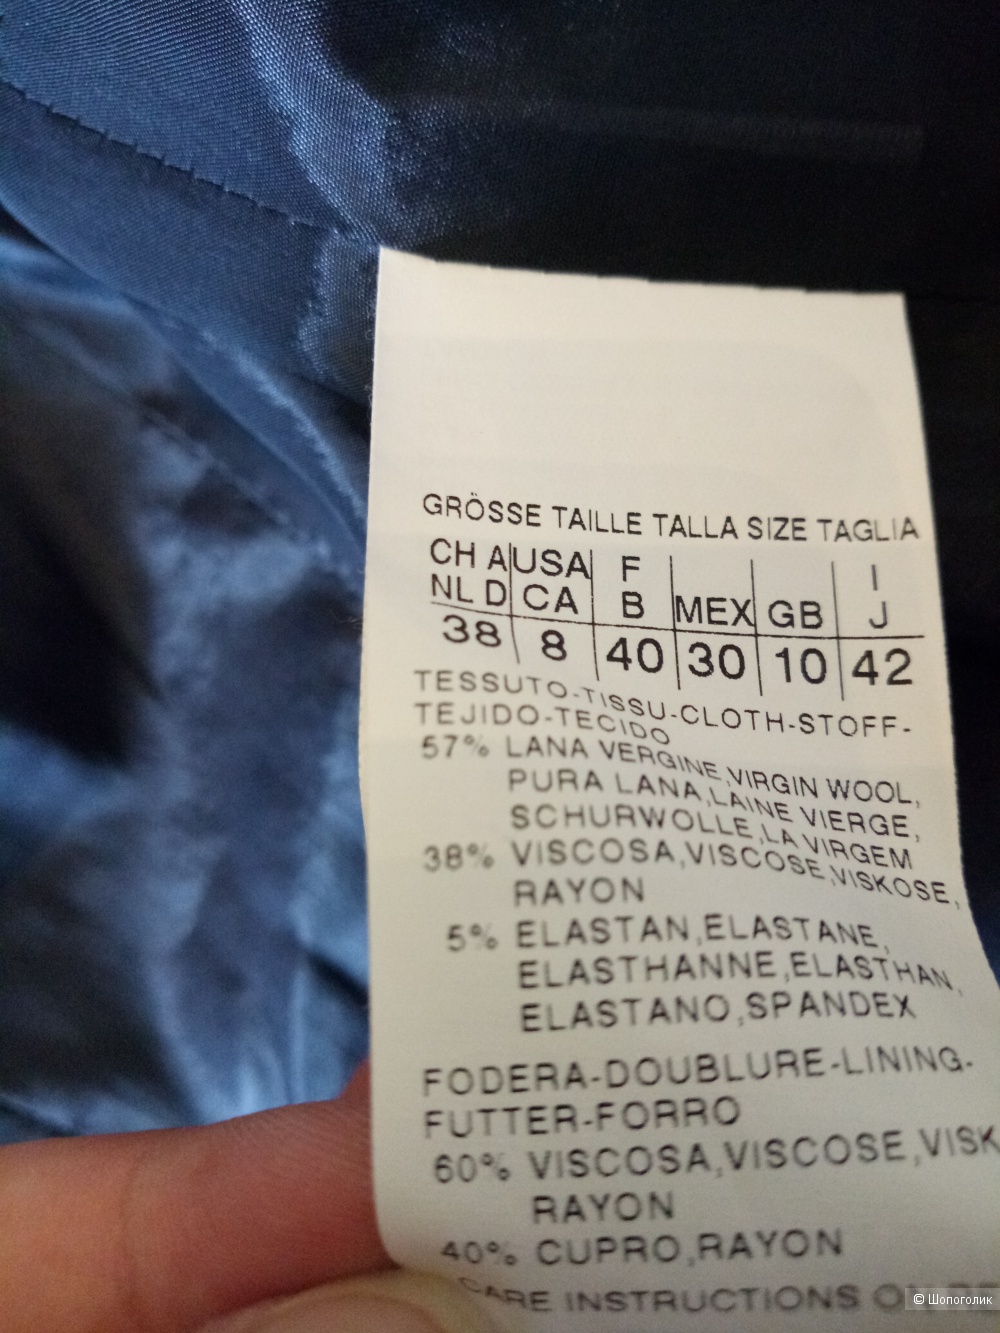 GRÖSSE TAILLE TALLA SIZE TAGLIA
CH A USA F I
NL D CA B MEX GB J
38 8 40 30 10 42
TESSUTO-TISSU-CLOTH-STOFF-
TEJIDO-TECIDO
57% LANA VERGINE,VIRGIN WOOL,
PURA LANA,LAINE VIERGE,
SCHURWOLLE,LA VIRGEM
38% VISCOSA,VISCOSE,VISKOSE,
RAYON
5% ELASTAN,ELASTANE,
ELASTHANNE,ELASTHAN,
ELASTANO,SPANDEX
FODERA-DOUBLURE-LINING-
FUTTER-FORRO
60% VISCOSA,VISCOSE,VISK
RAYON
40% CUPRO,RAYON
CARE INSTRUCTIONS
© Шопоголик